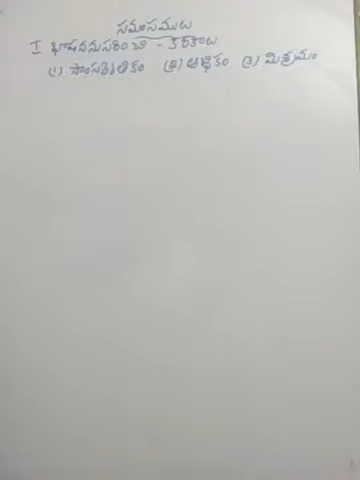 సమాసములు
I భాషననుసరించి - 3 రకాలు
(1) సాంస్కృతికం (2) ఆచ్ఛికం (3) మిశ్రమం